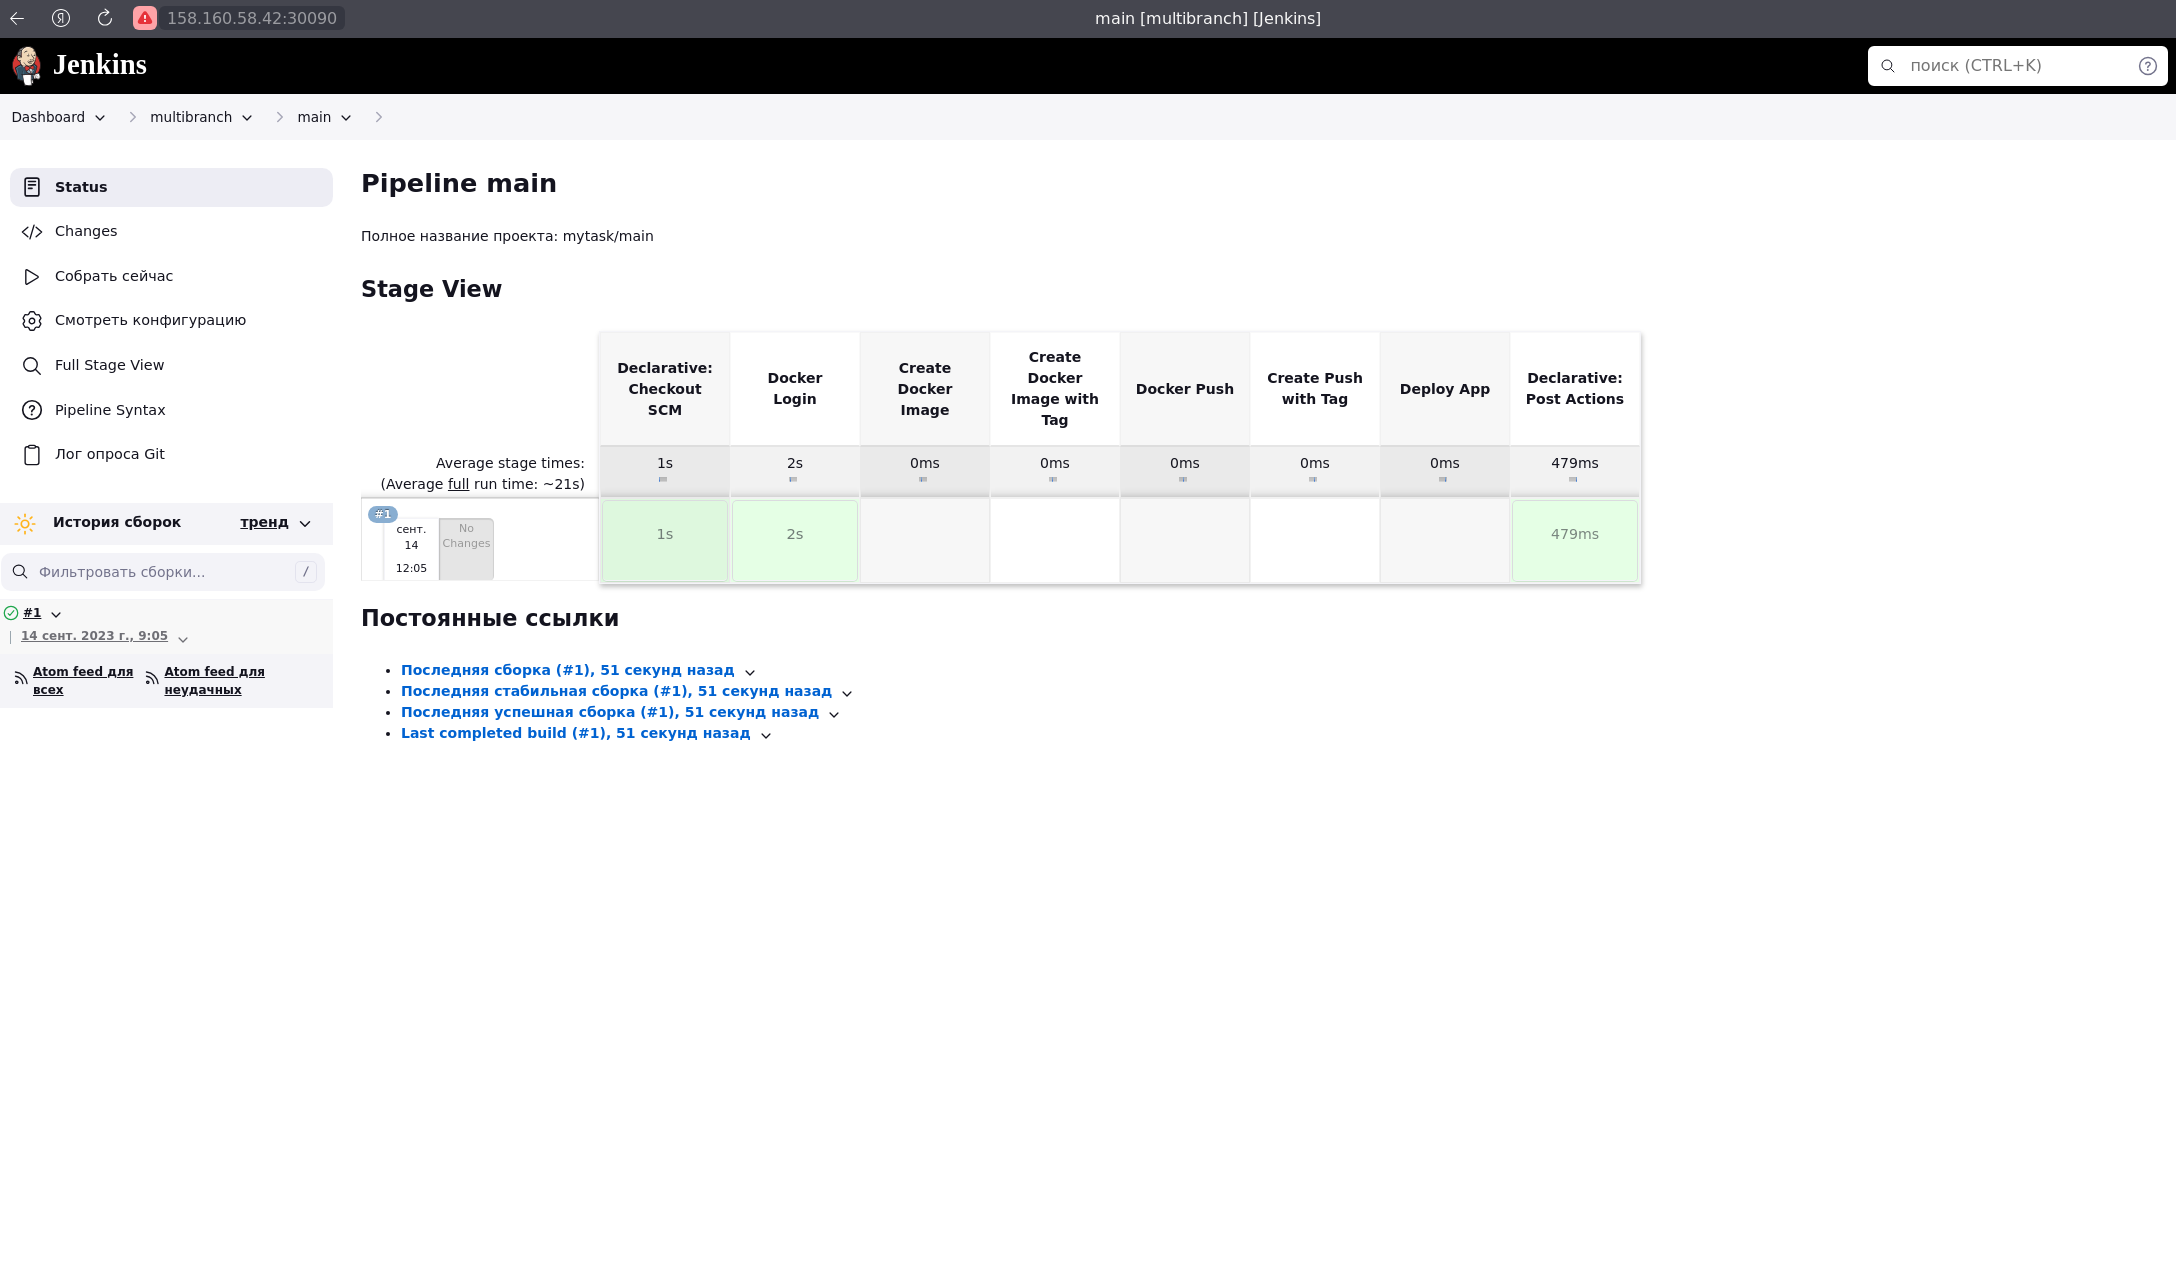 158.160.58.42:30090
main [multibranch] [Jenkins]
Jenkins
поиск (CTRL+K)
Dashboard
multibranch
main
Status
Changes
Собрать сейчас
Смотреть конфигурацию
Full Stage View
Pipeline Syntax
Лог опроса Git
История сборок
тренд
Фильтровать сборки...
/
#1
14 сент. 2023 г., 9:05
Atom feed для
всех
Atom feed для
неудачных
Pipeline main
Полное название проекта: mytask/main
Stage View
Declarative:
Checkout
SCM
Docker
Login
Create
Docker
Image
Create
Docker
Image with
Tag
Docker Push
Create Push
with Tag
Deploy App
Declarative:
Post Actions
Average stage times:
(Average full run time: ~21s)
1s
2s
0ms
0ms
0ms
0ms
0ms
479ms
#1
сент.
14
12:05
No
Changes
1s
2s
479ms
Постоянные ссылки
Последняя сборка (#1), 51 секунд назад
Последняя стабильная сборка (#1), 51 секунд назад
Последняя успешная сборка (#1), 51 секунд назад
Last completed build (#1), 51 секунд назад